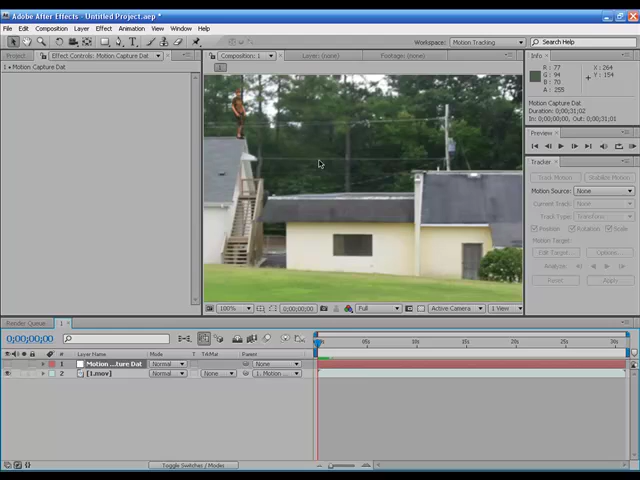 Adobe After Effects - Untitled Project.aep *
File Edit Composition Layer Effect Animation View Window Help
Workspace: Motion Tracking Search Help
Project Effect Controls: Motion Capture Dat Composition: 1 Layer: (none) Footage: (none) Info
1 • Motion Capture Dat 1
R: 77 X: 264
G: 94 Y: 154
B: 70
A: 255
Motion Capture Dat
Duration: 0;00;31;02
In: 0;00;00;00, Out: 0;00;31;01
Preview
Tracker
Track Motion Stabilize Motion
Motion Source: None
Current Track: None
Track Type: Transform
Position Rotation Scale
Motion Target:
Edit Target... Options...
Analyze:
Reset Apply
100% 0;00;00;00 Full Active Camera 1 View
Render Queue 1
0;00;00;00
# Layer Name Mode T TrkMat Parent 05s 10s 15s 20s 25s 30s
1 Motion ...ture Dat Normal None
2 [1.mov] Normal None 1. Motion
Toggle Switches / Modes